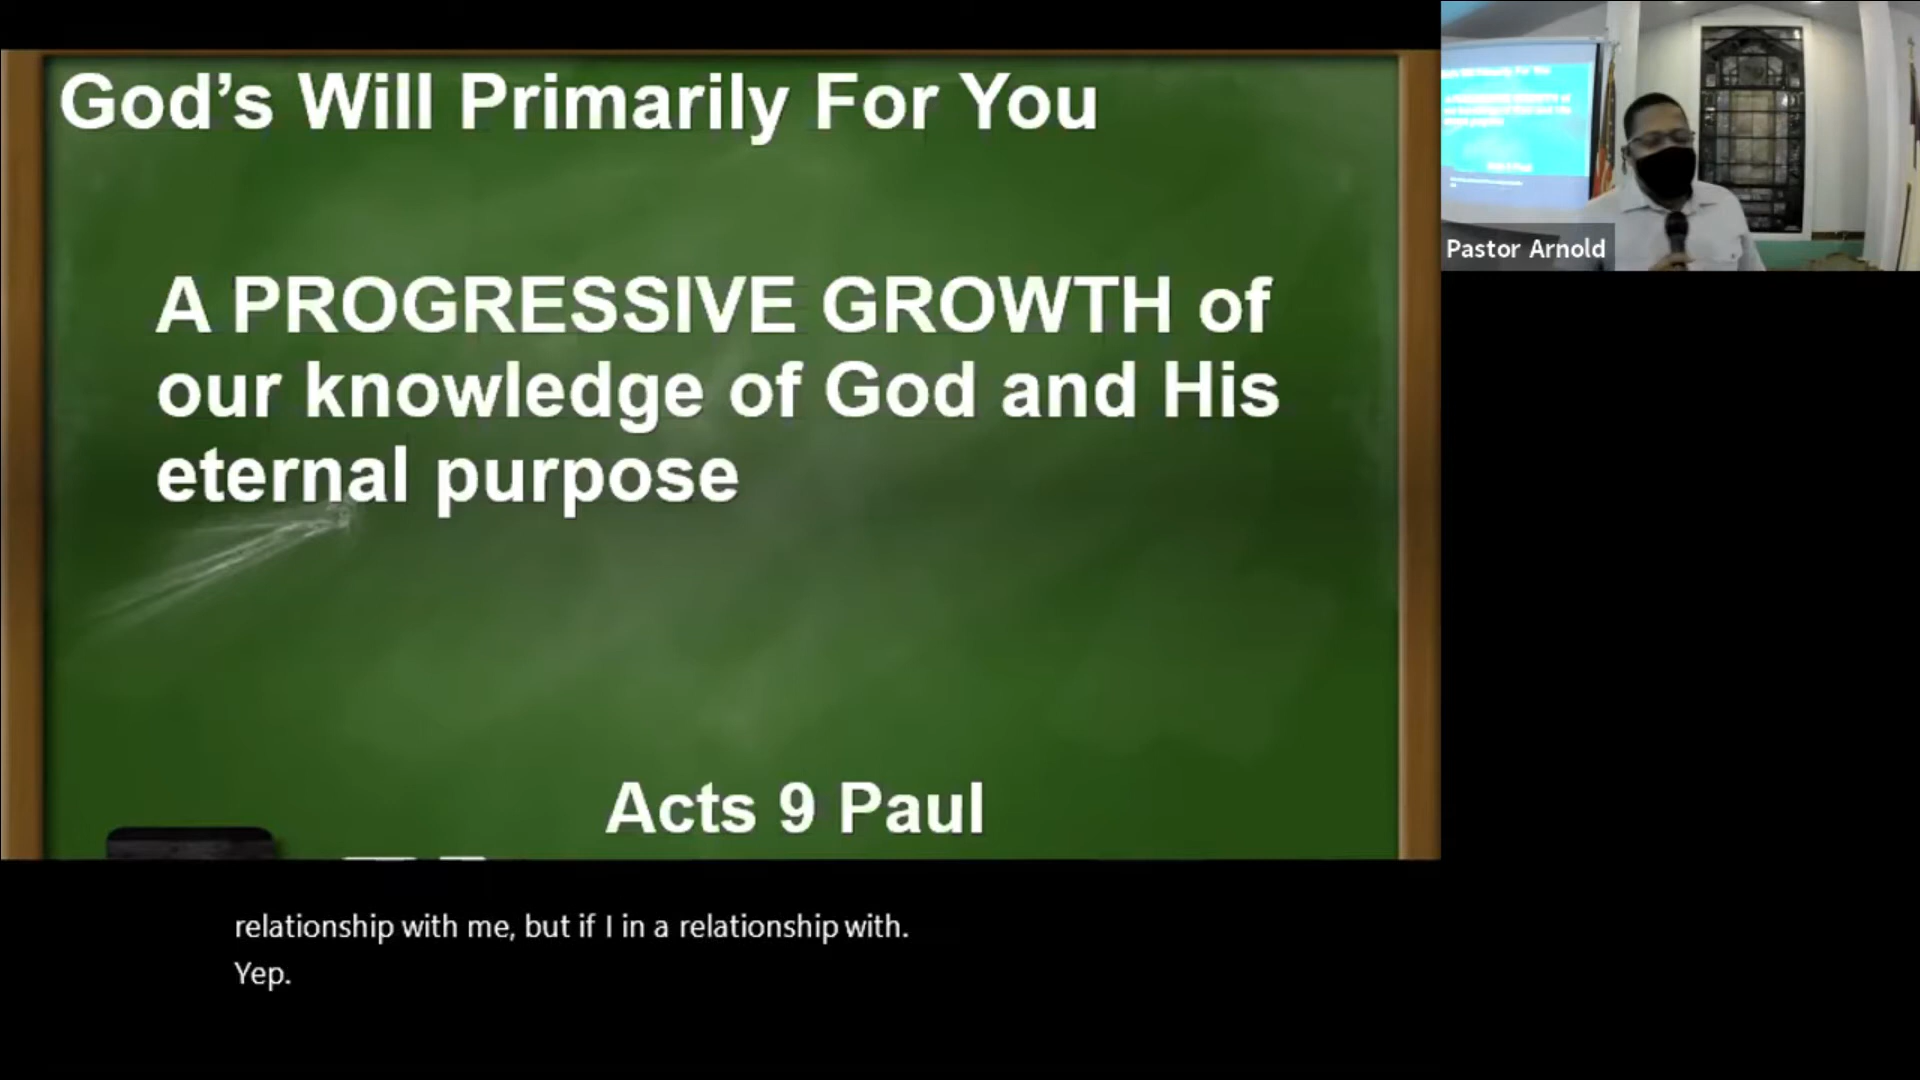 God’s Will Primarily For You
A PROGRESSIVE GROWTH of
our knowledge of God and His
eternal purpose
Acts 9 Paul
Pastor Arnold
relationship with me, but if I in a relationship with.
Yep.